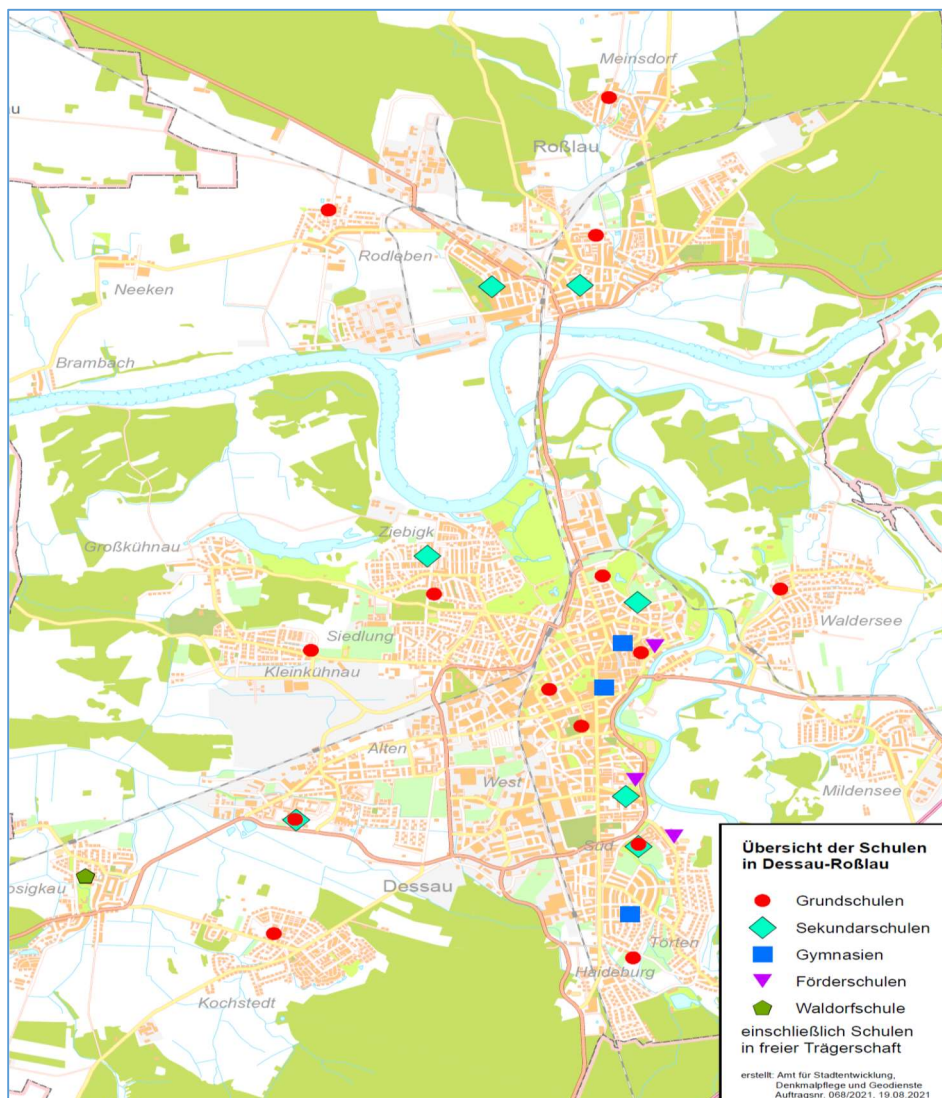 Meinsdorf
Roßlau
Rodleben
Neeken
Brambach
Ziebigk
Großkühnau
Waldersee
Siedlung
Kleinkühnau
Alten
West
Mildensee
Süd
Dessau
osigkau
Törten
Haideburg
Kochstedt
Übersicht der Schulen
in Dessau-Roßlau
Grundschulen
Sekundarschulen
Gymnasien
Förderschulen
Waldorfschule
einschließlich Schulen
in freier Trägerschaft
erstellt: Amt für Stadtentwicklung,
Denkmalpflege und Geodienste
Auftragsnr. 068/2021, 19.08.2021